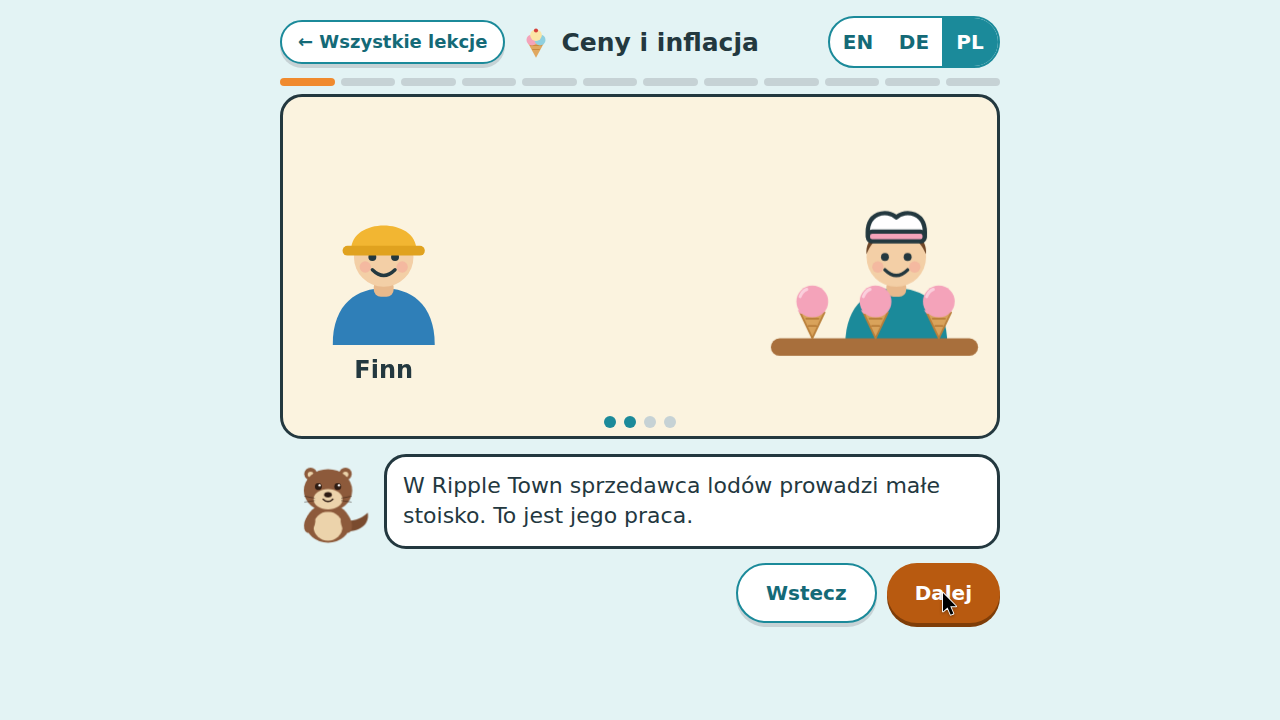 ← Wszystkie lekcje
Ceny i inflacja
EN DE PL
Finn
W Ripple Town sprzedawca lodów prowadzi małe
stoisko. To jest jego praca.
Wstecz
Dalej